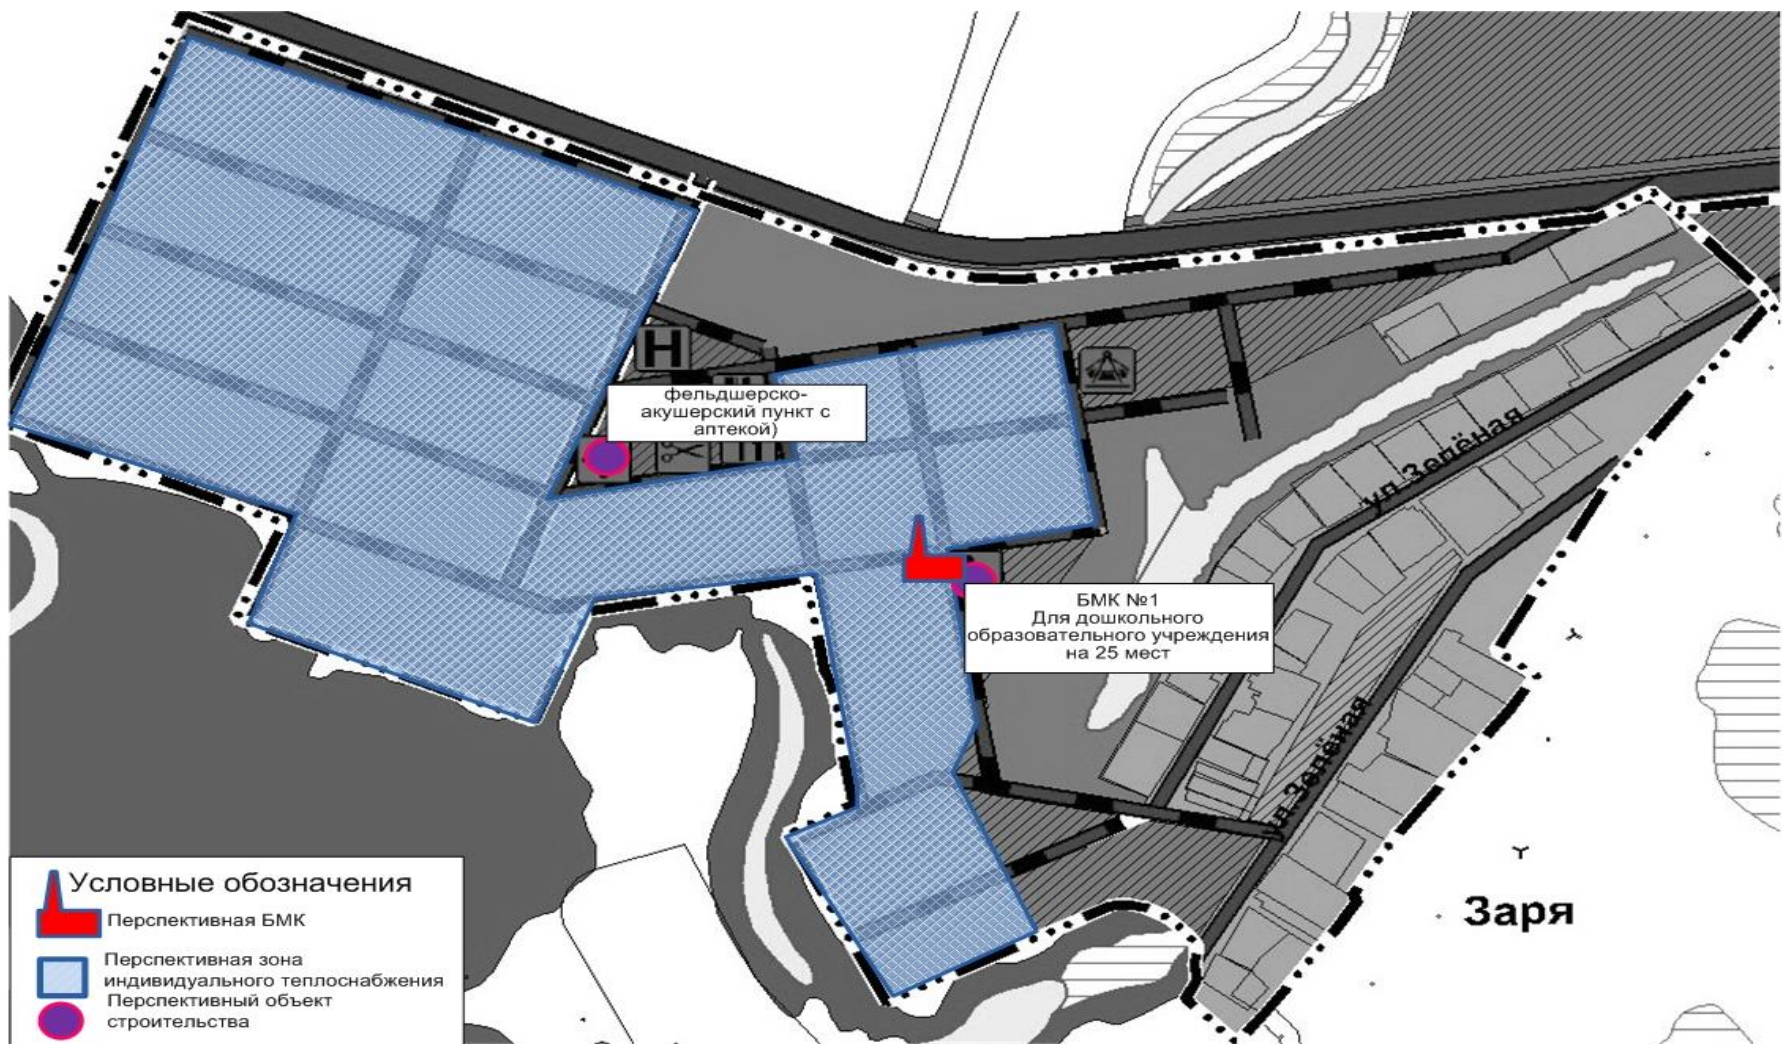 Н
фельдшерско-
акушерский пункт с
аптекой)
ул Зелёная
БМК №1
Для дошкольного
образовательного учреждения
на 25 мест
ул Зелёная
Заря
Условные обозначения
Перспективная БМК
Перспективная зона
индивидуального теплоснабжения
Перспективный объект
строительства